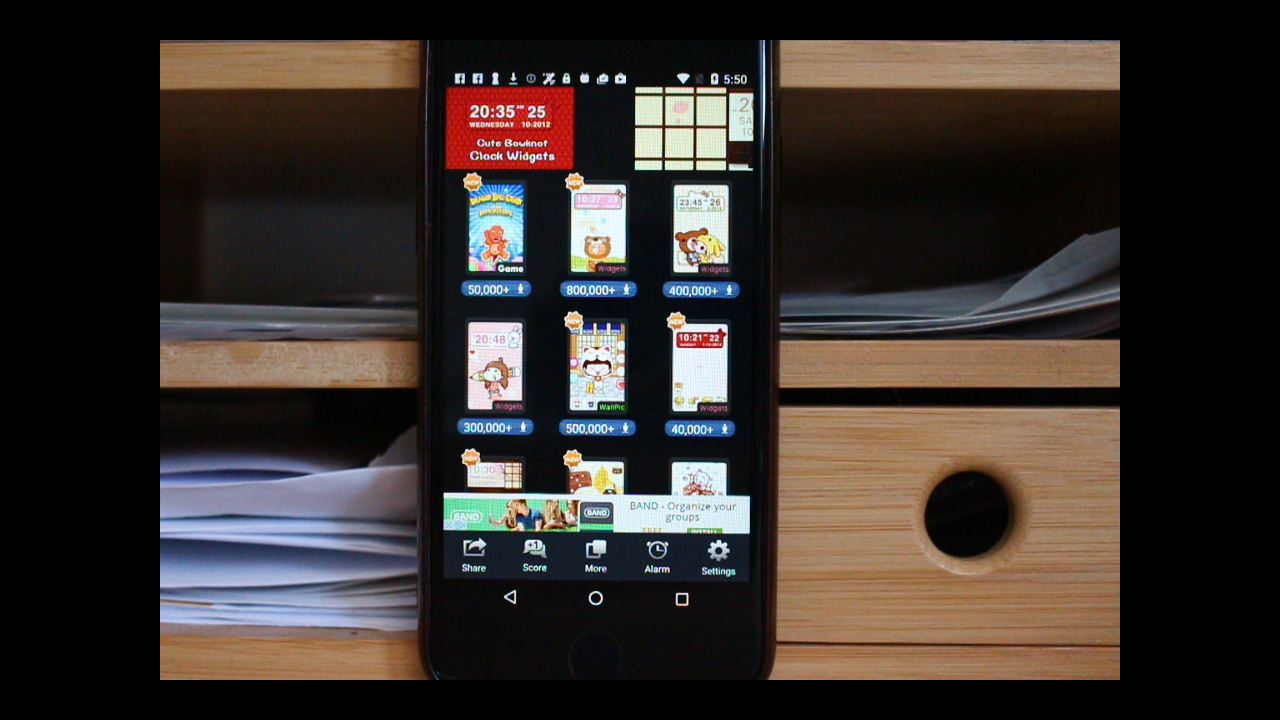 5:50
20:35 AM 25
WEDNESDAY 10-2012
Cute Bowknot
Clock Widgets
NEW
Game
50,000+
NEW
Widgets
800,000+
23:45 26
Widgets
400,000+
20:48
Widgets
300,000+
NEW
WallPic
500,000+
NEW
10:21 22
Widgets
40,000+
NEW
NEW
BAND
BAND
BAND - Organize your
groups
FREE INSTALL
Share
+1
Score
More
Alarm
Settings